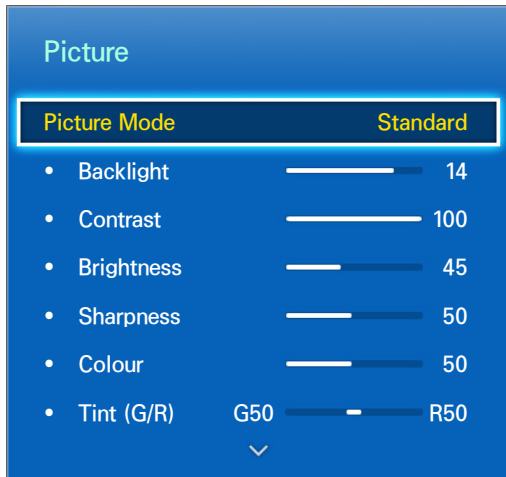 Picture
Picture Mode Standard
• Backlight 14
• Contrast 100
• Brightness 45
• Sharpness 50
• Colour 50
• Tint (G/R) G50 R50